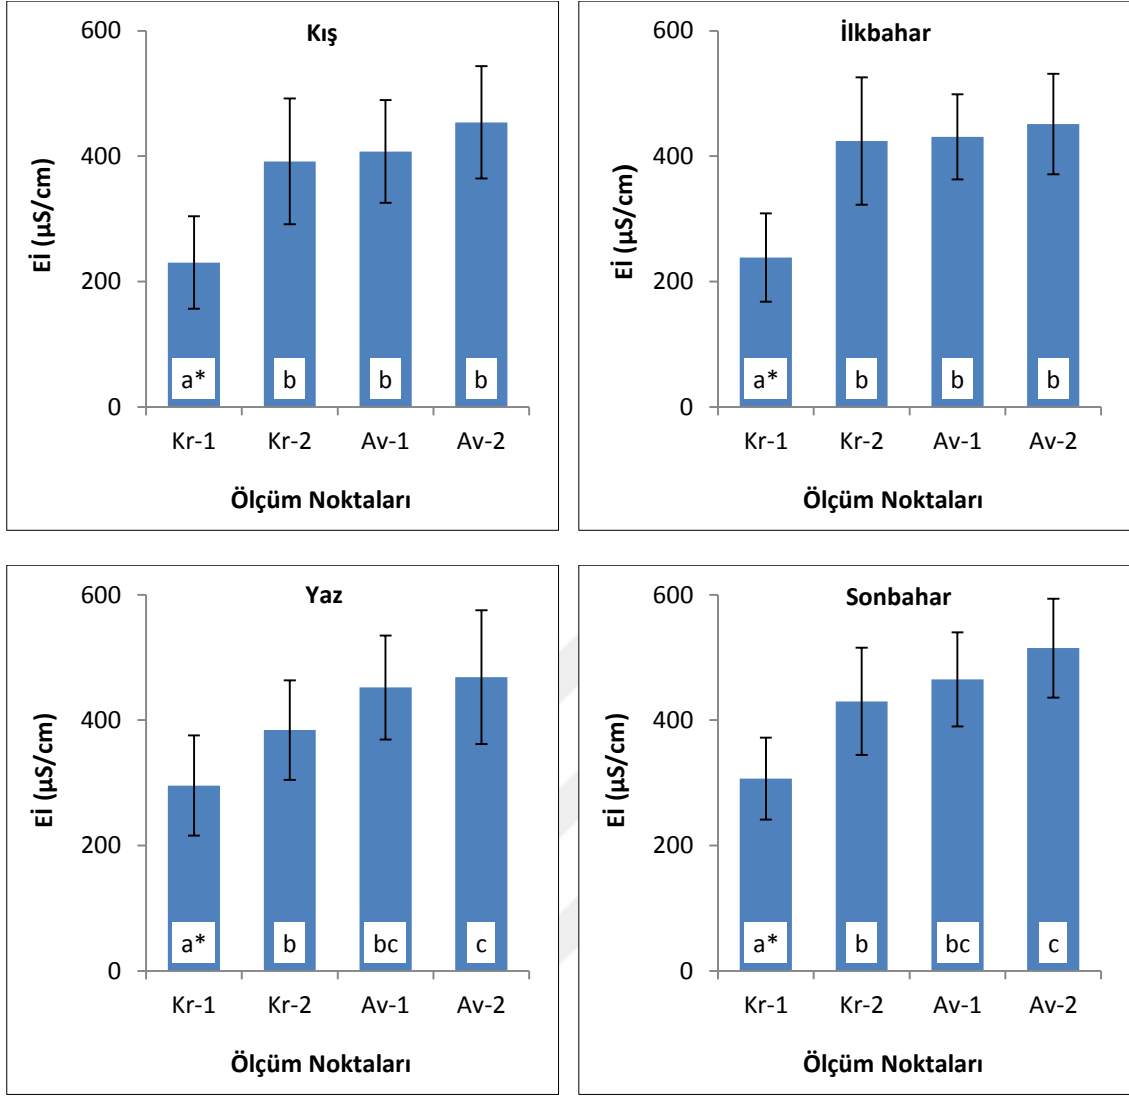 Kış
600
400
200
0
Eİ (µS/cm)
a* b b b
Kr-1 Kr-2 Av-1 Av-2
Ölçüm Noktaları
İlkbahar
600
400
200
0
Eİ (µS/cm)
a* b b b
Kr-1 Kr-2 Av-1 Av-2
Ölçüm Noktaları
Yaz
600
400
200
0
Eİ (µS/cm)
a* b bc c
Kr-1 Kr-2 Av-1 Av-2
Ölçüm Noktaları
Sonbahar
600
400
200
0
Eİ (µS/cm)
a* b bc c
Kr-1 Kr-2 Av-1 Av-2
Ölçüm Noktaları